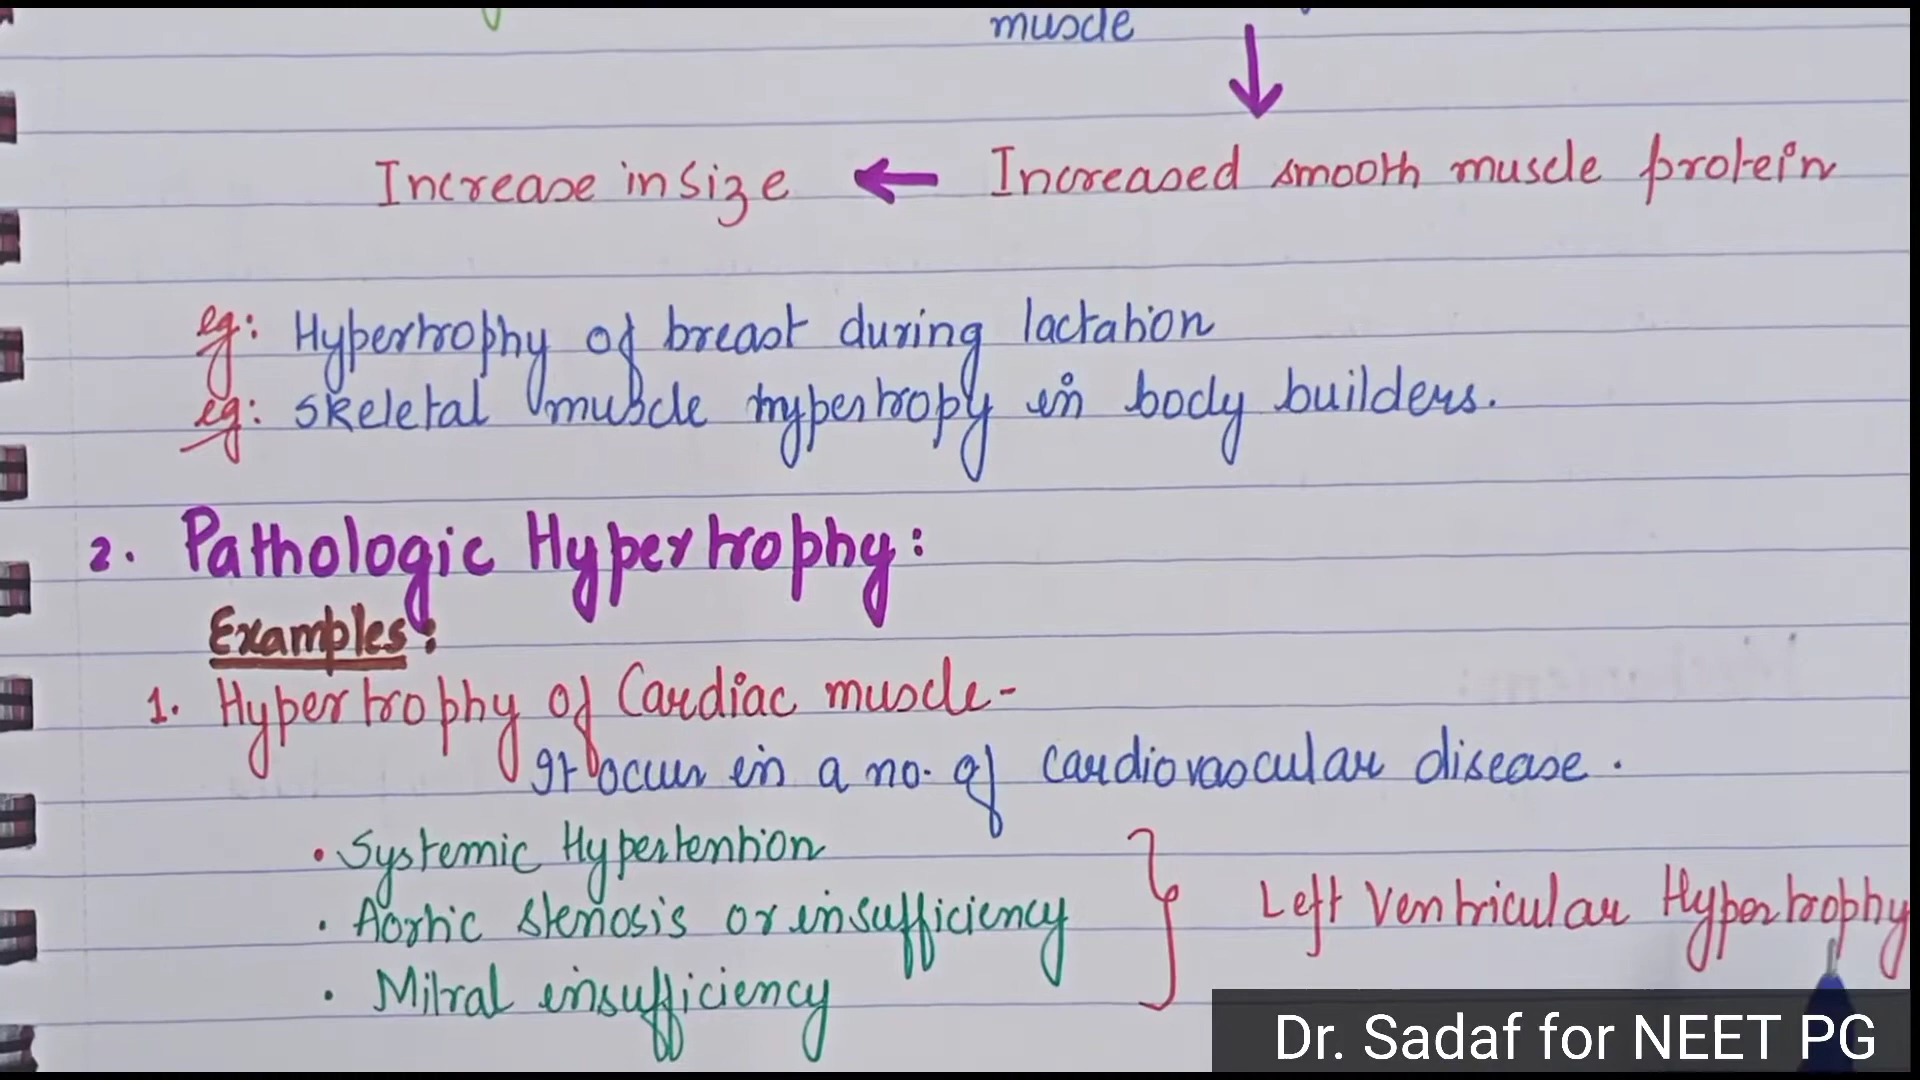 muscle
Increase in size ← Increased smooth muscle protein
eg: Hypertrophy of breast during lactation
eg: Skeletal muscle hypertropy in body builders.
2. Pathologic Hypertrophy:
Examples:
1. Hypertrophy of Cardiac muscle-
It occur in a no. of cardiovascular disease.
• Systemic Hypertention
• Aortic stenosis or insufficiency
Left Ventricular Hypertrophy
• Mitral insufficiency
Dr. Sadaf for NEET PG